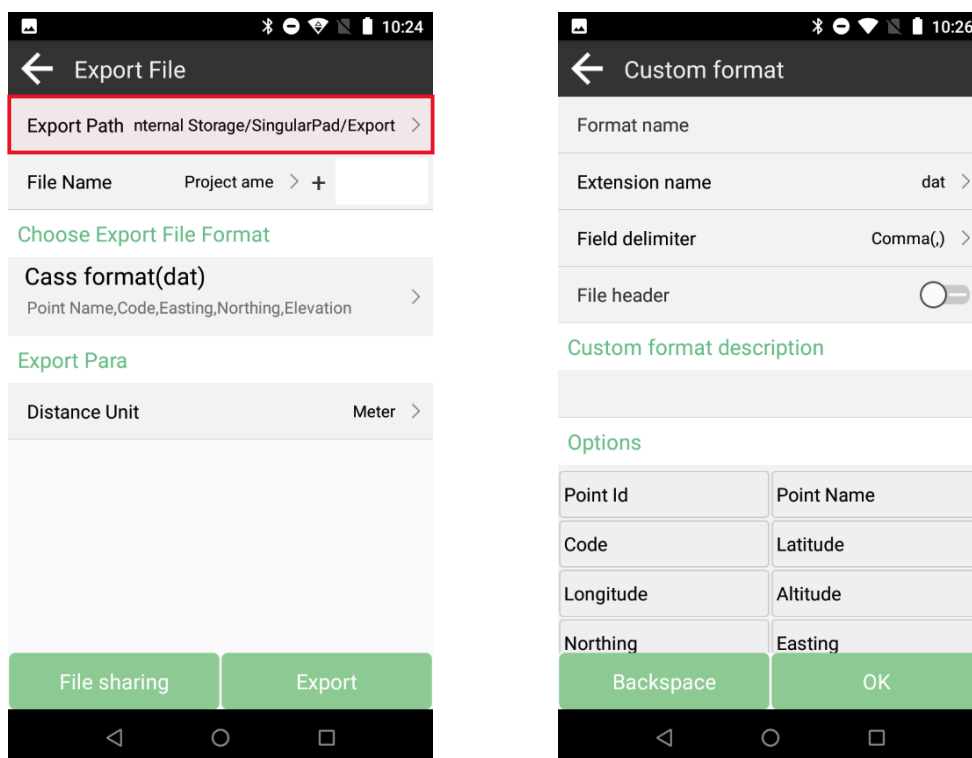 10:24
Export File
Export Path nternal Storage/SingularPad/Export
File Name Project ame +
Choose Export File Format
Cass format(dat)
Point Name,Code,Easting,Northing,Elevation
Export Para
Distance Unit Meter
File sharing Export
10:26
Custom format
Format name
Extension name dat
Field delimiter Comma(,)
File header
Custom format description
Options
Point Id Point Name
Code Latitude
Longitude Altitude
Northing Easting
Backspace OK